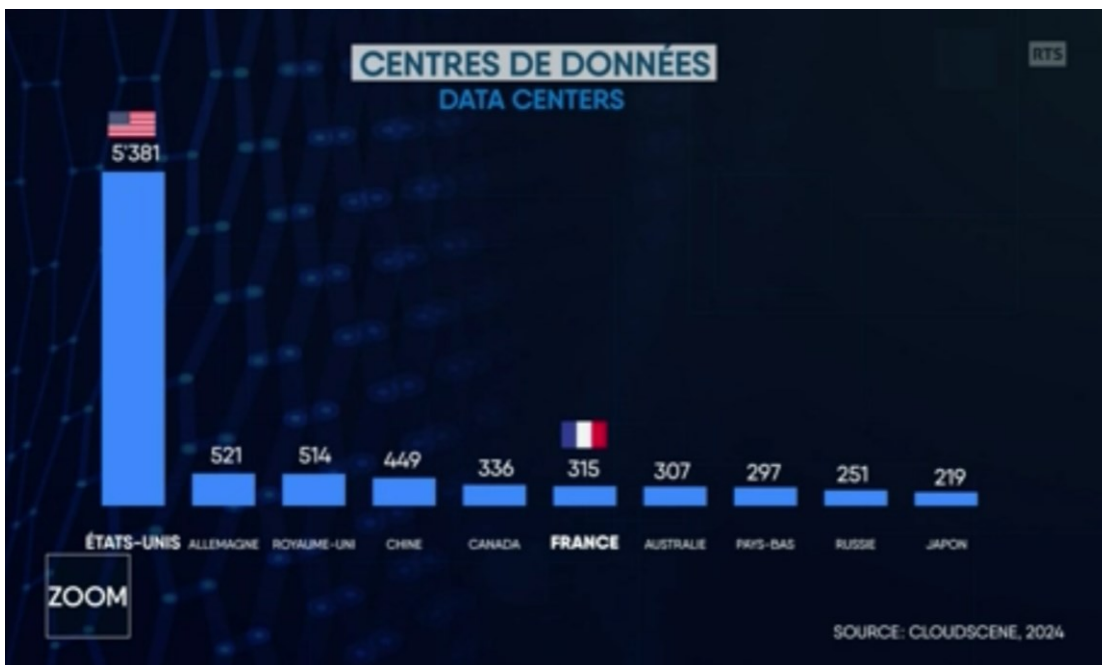 CENTRES DE DONNÉES
RTS
DATA CENTERS
5'381
521 514 449 336 315 307 297 251 219
ÉTATS-UNIS ALLEMAGNE ROYAUME-UNI CHINE CANADA FRANCE AUSTRALIE PAYS-BAS RUSSIE JAPON
ZOOM
SOURCE: CLOUDSCENE, 2024